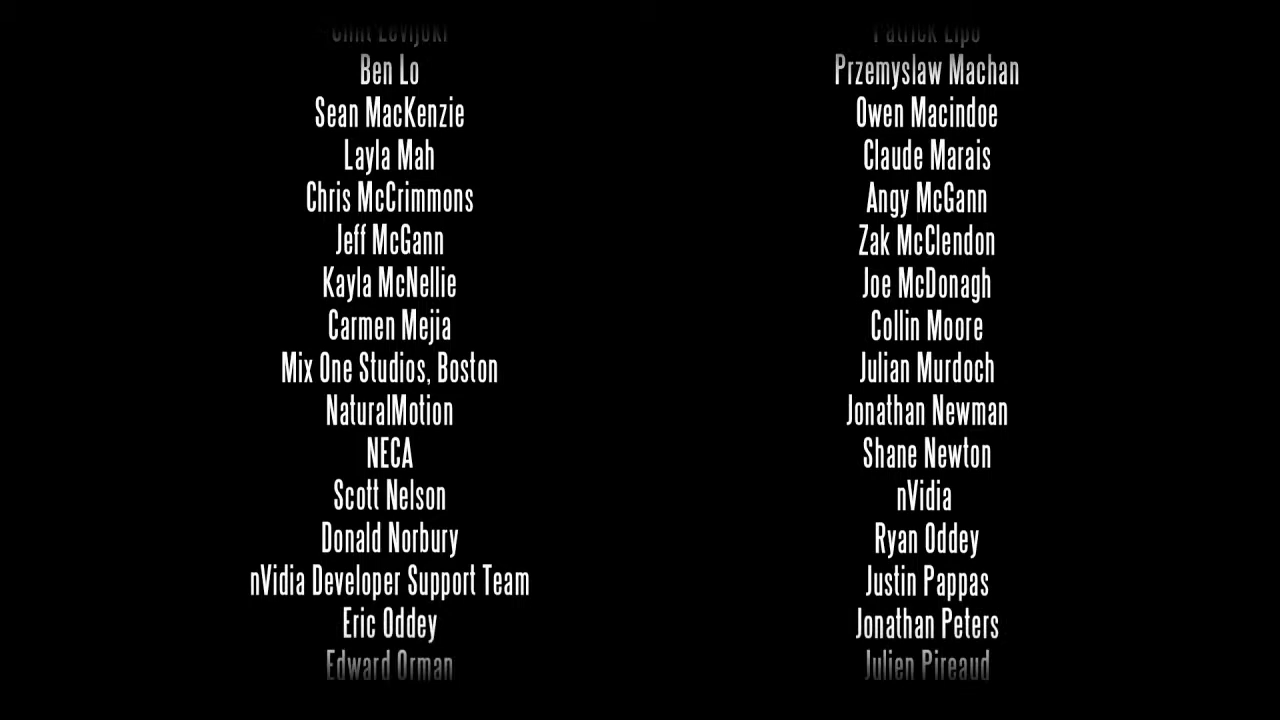 Patrick Lipo
Ben Lo
Przemyslaw Machan
Sean MacKenzie
Owen Macindoe
Layla Mah
Claude Marais
Chris McCrimmons
Angy McGann
Jeff McGann
Zak McClendon
Kayla McNellie
Joe McDonagh
Carmen Mejia
Collin Moore
Mix One Studios, Boston
Julian Murdoch
NaturalMotion
Jonathan Newman
NECA
Shane Newton
Scott Nelson
nVidia
Donald Norbury
Ryan Oddey
nVidia Developer Support Team
Justin Pappas
Eric Oddey
Jonathan Peters
Edward Orman
Julien Pireaud